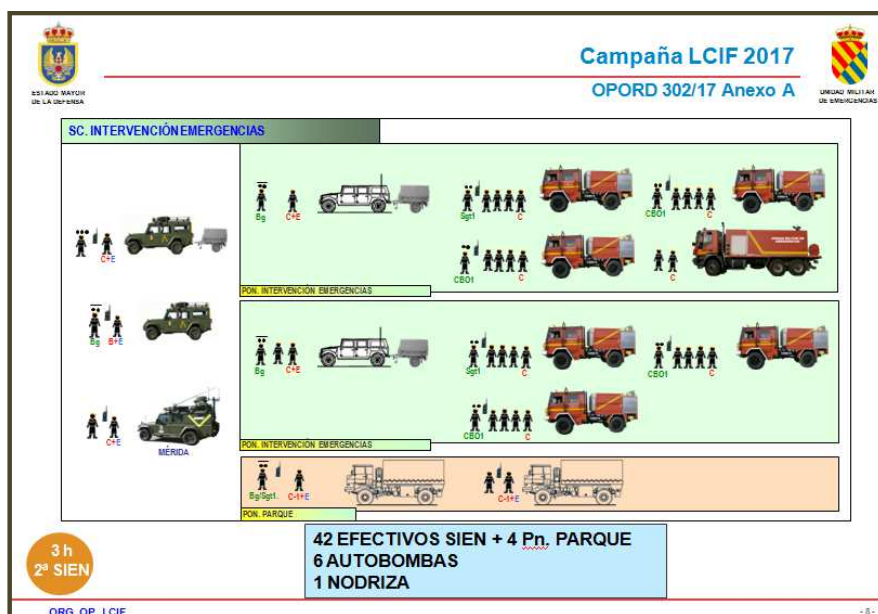 Campaña LCIF 2017
ESTADO MAYOR
DE LA DEFENSA
OPORD 302/17 Anexo A
UNIDAD MILITAR
DE EMERGENCIAS
SC. INTERVENCIÓN EMERGENCIAS
C+E
Bg
B+E
C+E
MÉRIDA
Bg
C+E
Sgt1
C
CBO1
C
CBO1
C
C
PON. INTERVENCIÓN EMERGENCIAS
Bg
C+E
Sgt1
C
CBO1
C
CBO1
C
PON. INTERVENCIÓN EMERGENCIAS
Bg/Sgt1.
C-1+E
C-1+E
PON. PARQUE
3 h
2ª SIEN
42 EFECTIVOS SIEN + 4 Pn. PARQUE
6 AUTOBOMBAS
1 NODRIZA
ORG. OP. LCIF
- 8 -